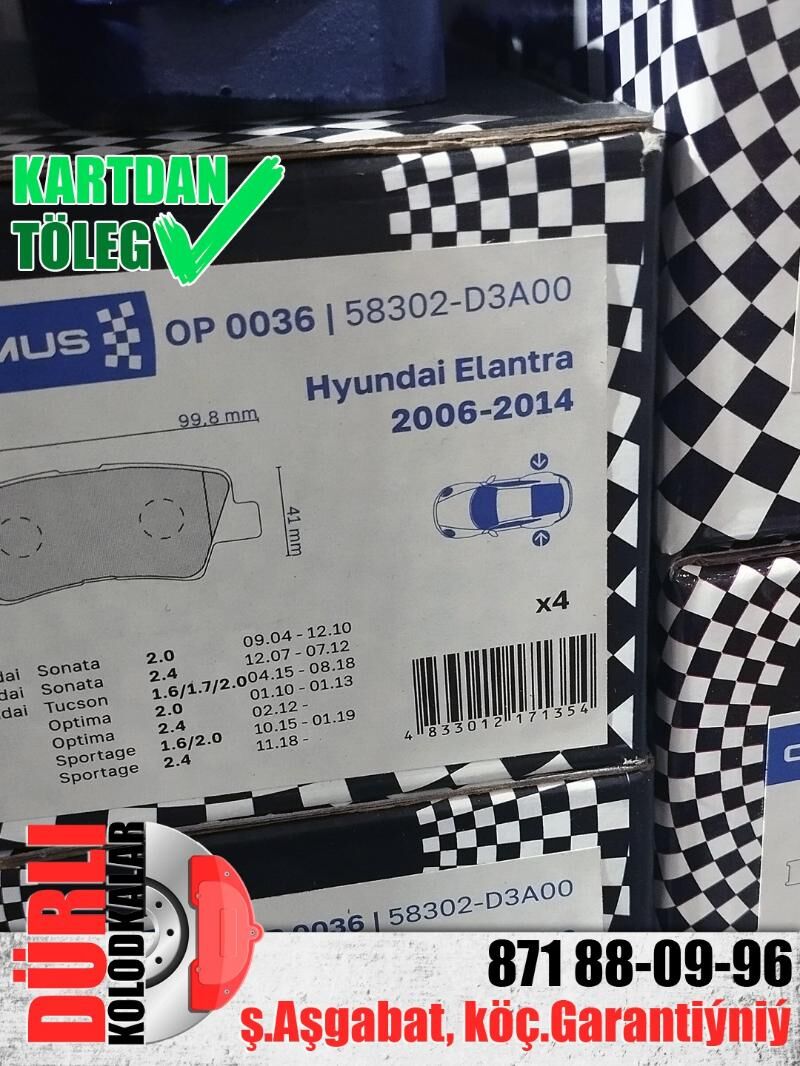 KARTDAN
TÖLEG
MUS
OP 0036 | 58302-D3A00
Hyundai Elantra
2006-2014
99,8 mm
41 mm
x4
dai Sonata 2.0 09.04 - 12.10
dai Sonata 2.4 12.07 - 07.12
dai Tucson 1.6/1.7/2.0 04.15 - 08.18
Optima 2.0 01.10 - 01.13
Optima 2.4 02.12 -
Sportage 1.6/2.0 10.15 - 01.19
Sportage 2.4 11.18 -
4 833012 171354
OP 0036 | 58302-D3A00
DÜRLI
KOLODKALAR
871 88-09-96
ş.Aşgabat, köç.Garantiýniý